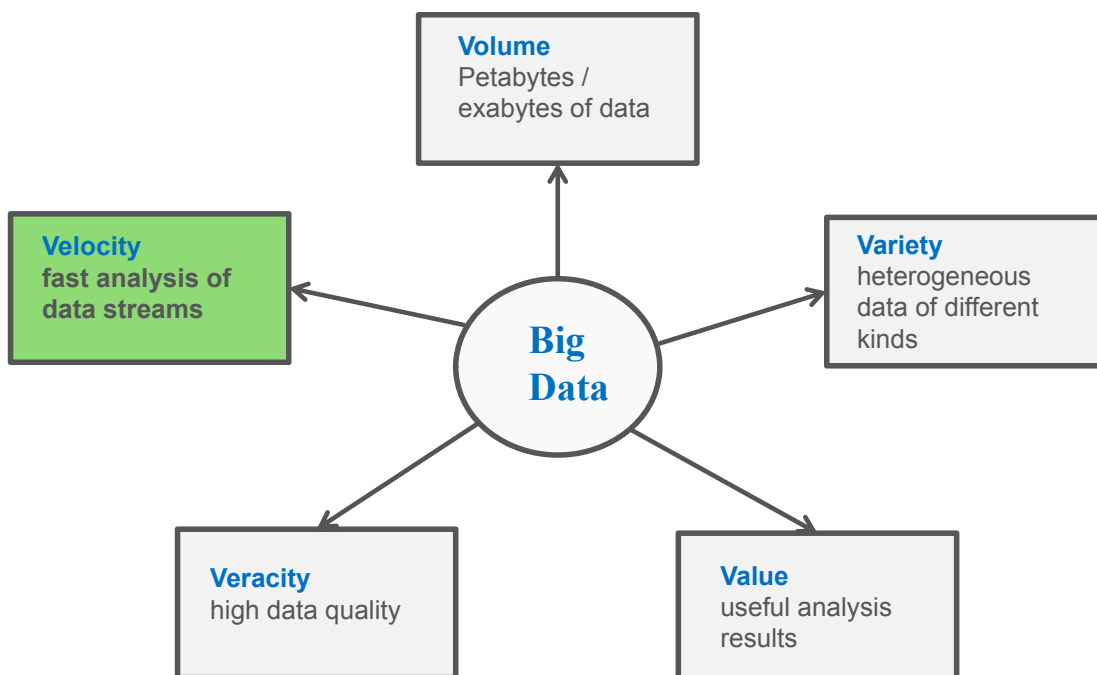 Volume
Petabytes /
exabytes of data
Velocity
fast analysis of
data streams
Variety
heterogeneous
data of different
kinds
Big
Data
Veracity
high data quality
Value
useful analysis
results